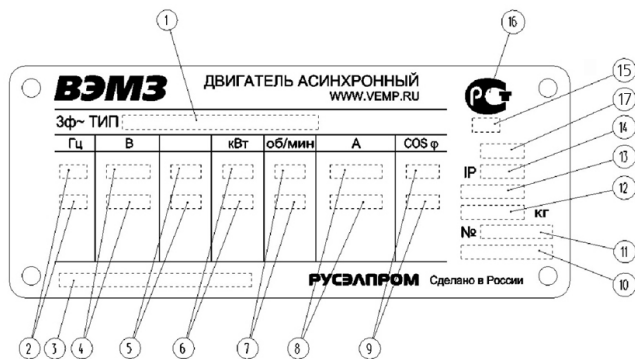 1
16
ВЭМЗ
ДВИГАТЕЛЬ АСИНХРОННЫЙ
WWW.VEMP.RU
РСТ
15
3ф~ ТИП
17
Гц В кВт об/мин А COS φ
14
IP
13
12
кг
№
11
РУСЭЛПРОМ Сделано в России
10
2 3 4 5 6 7 8 9